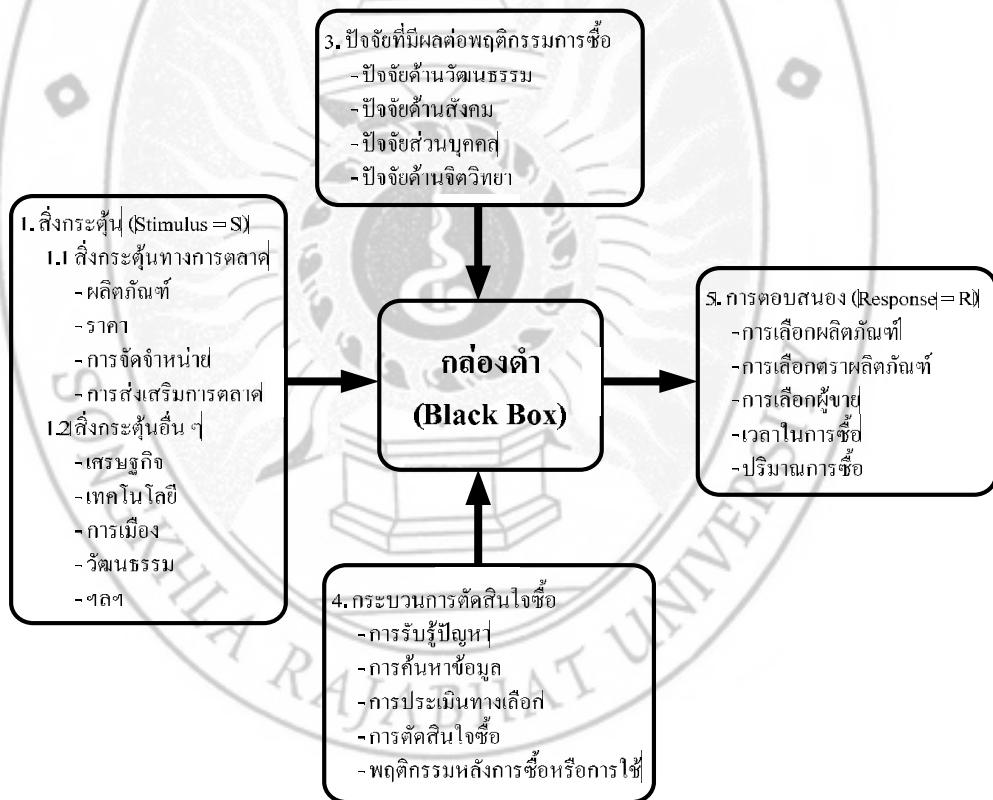 3. ปัจจัยที่มีผลต่อพฤติกรรมการซื้อ
-ปัจจัยด้านวัฒนธรรม
-ปัจจัยด้านสังคม
-ปัจจัยส่วนบุคคล
-ปัจจัยด้านจิตวิทยา
1. สิ่งกระตุ้น (Stimulus = S)
1.1 สิ่งกระตุ้นทางการตลาด
-ผลิตภัณฑ์
-ราคา
-การจัดจำหน่าย
-การส่งเสริมการตลาด
1.2 สิ่งกระตุ้นอื่น ๆ
-เศรษฐกิจ
-เทคโนโลยี
-การเมือง
-วัฒนธรรม
-ฯลฯ
กล่องดำ
(Black Box)
5. การตอบสนอง (Response = R)
-การเลือกผลิตภัณฑ์
-การเลือกตราผลิตภัณฑ์
-การเลือกผู้ขาย
-เวลาในการซื้อ
-ปริมาณการซื้อ
4. กระบวนการตัดสินใจซื้อ
-การรับรู้ปัญหา
-การค้นหาข้อมูล
-การประเมินทางเลือก
-การตัดสินใจซื้อ
-พฤติกรรมหลังการซื้อหรือการใช้
SONGKHLA RAJABHAT UNIVERSITY